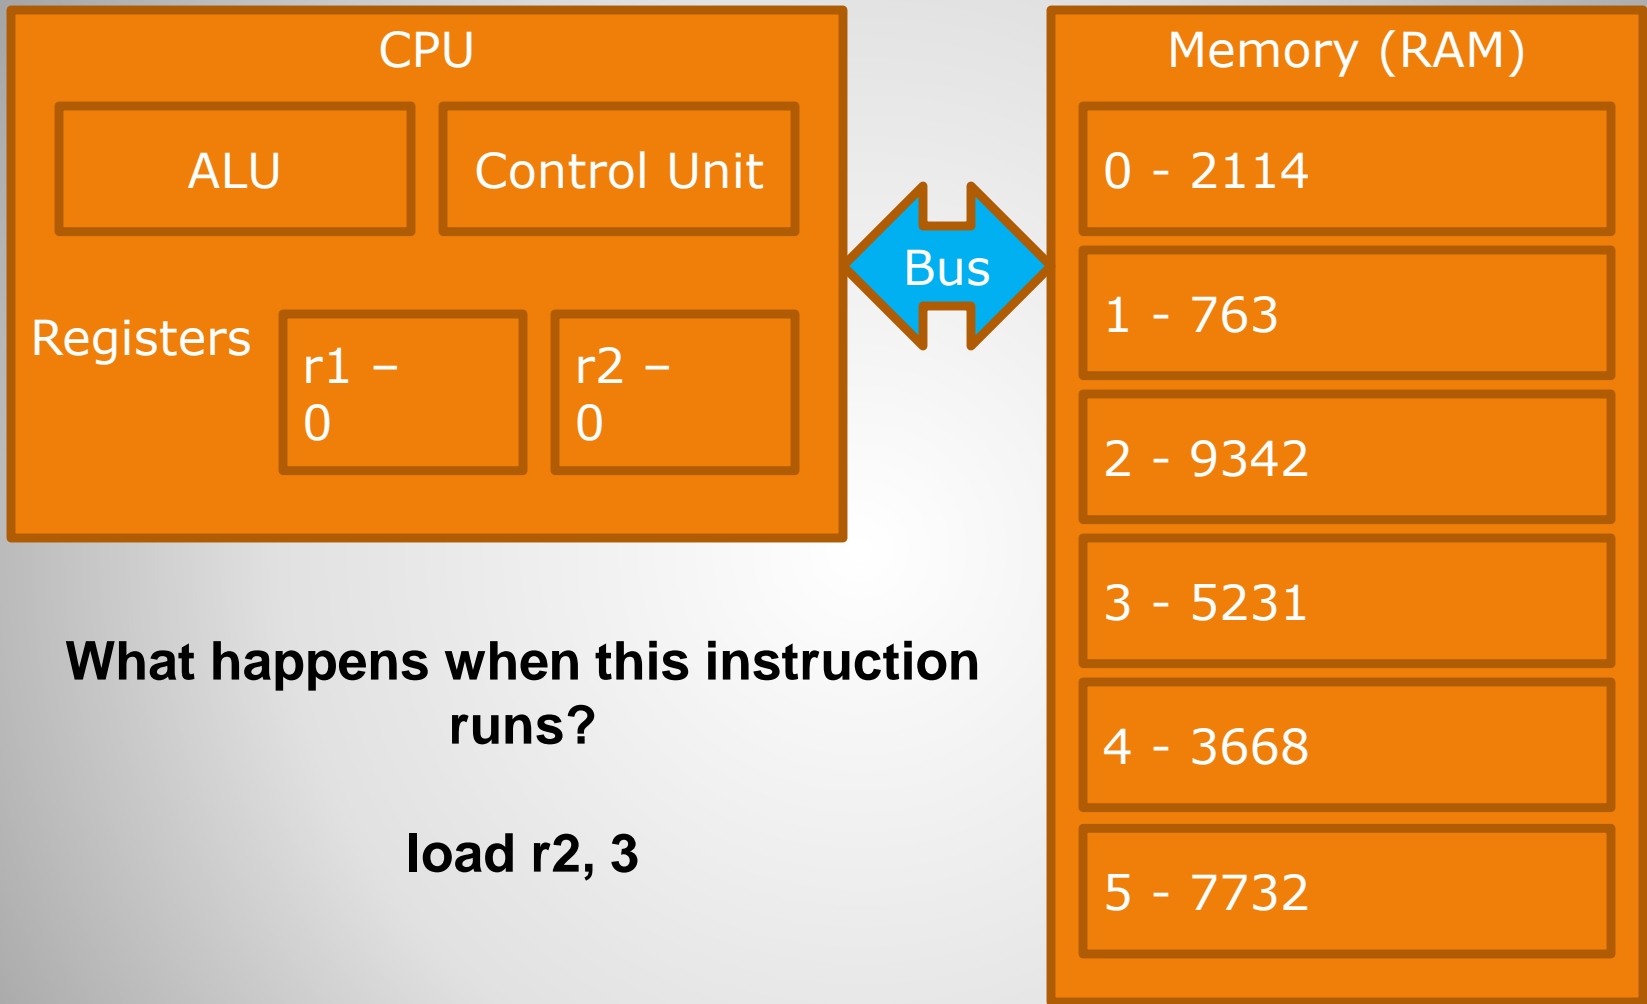 CPU
ALU
Control Unit
Registers
r1 –
0
r2 –
0
Bus
Memory (RAM)
0 - 2114
1 - 763
2 - 9342
3 - 5231
4 - 3668
5 - 7732
What happens when this instruction
runs?
load r2, 3